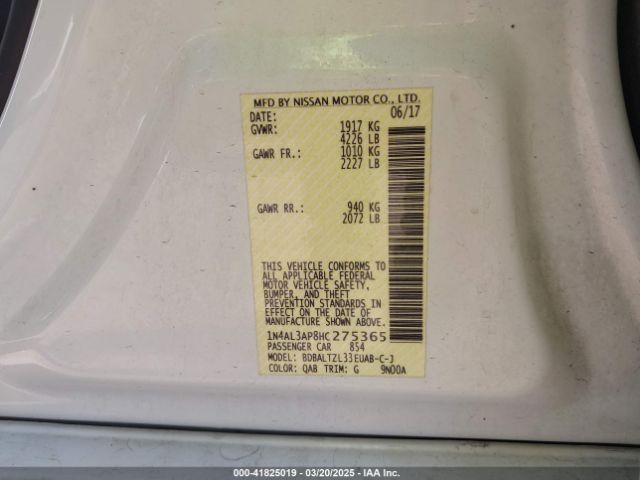 MFD BY NISSAN MOTOR CO., LTD.
DATE: 06/17
GVWR: 1917 KG
4226 LB
GAWR FR.: 1010 KG
2227 LB
GAWR RR.: 940 KG
2072 LB
THIS VEHICLE CONFORMS TO
ALL APPLICABLE FEDERAL
MOTOR VEHICLE SAFETY,
BUMPER, AND THEFT
PREVENTION STANDARDS IN
EFFECT ON THE DATE OF
MANUFACTURE SHOWN ABOVE.
1N4AL3AP8HC275365
PASSENGER CAR 854
MODEL: BDBALTZL33EUAB-C-J
COLOR: QAB TRIM: G 9N00A
000-41825019 — 03/20/2025 — IAA Inc.